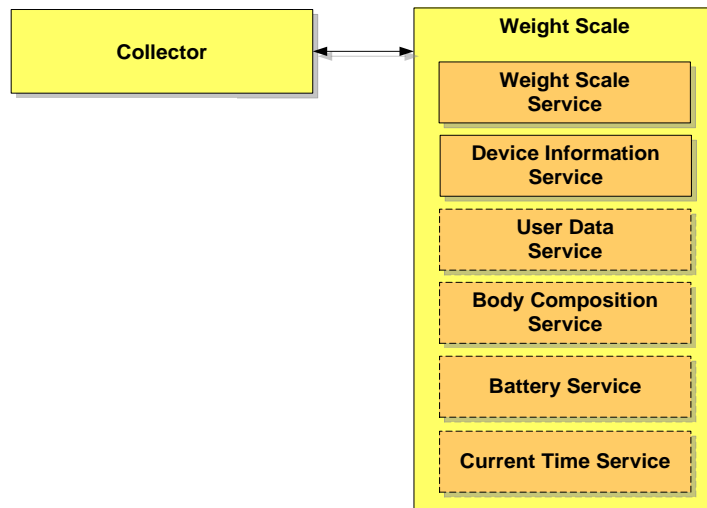 Collector
Weight Scale
Weight Scale
Service
Device Information
Service
User Data
Service
Body Composition
Service
Battery Service
Current Time Service